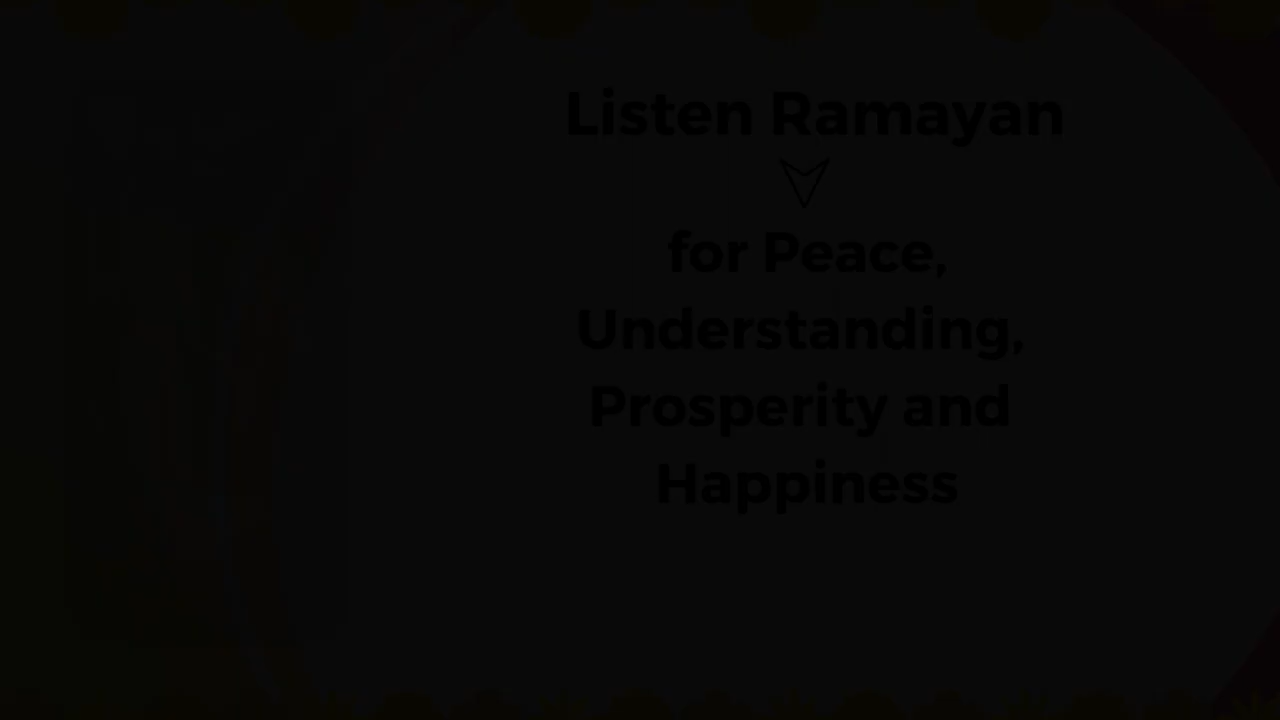 Listen Ramayan
for Peace,
Understanding,
Prosperity and
Happiness